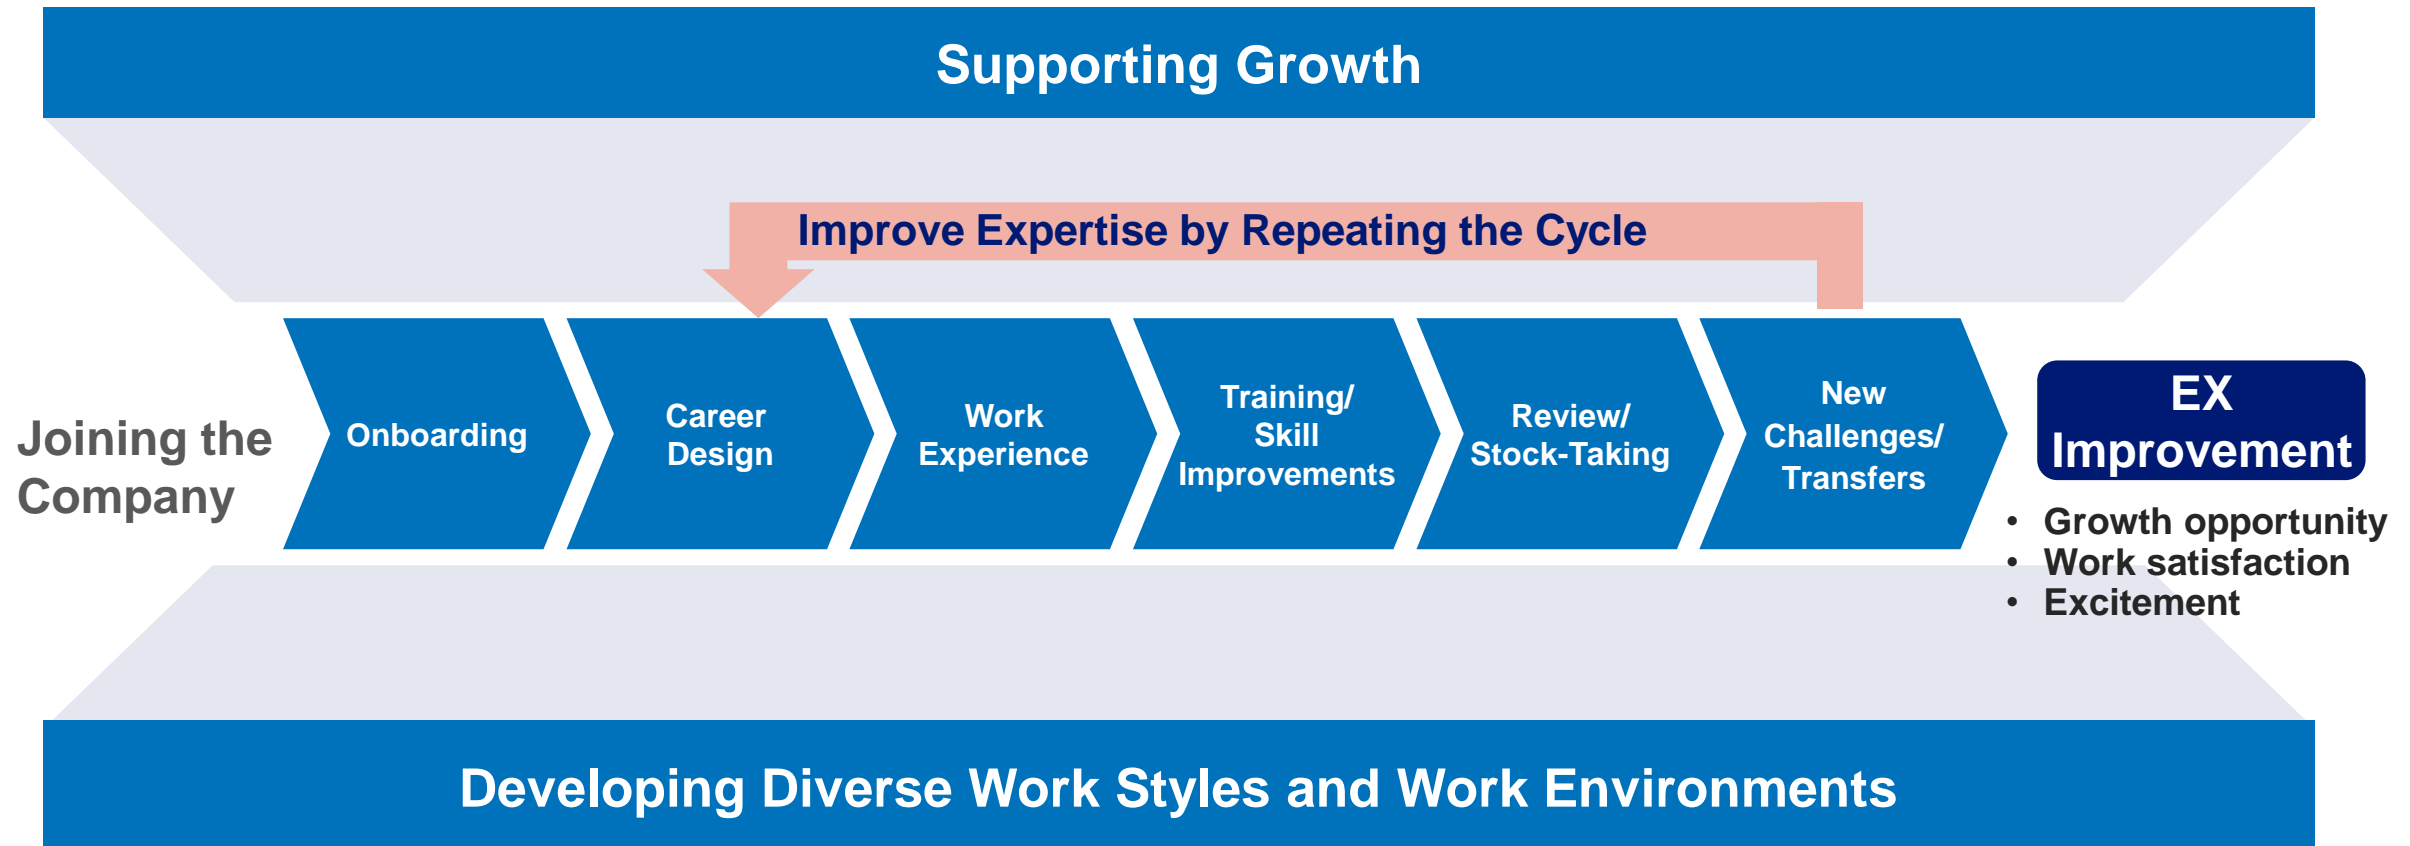 Supporting Growth
Improve Expertise by Repeating the Cycle
Joining the
Company
Onboarding
Career
Design
Work
Experience
Training/
Skill
Improvements
Review/
Stock-Taking
New
Challenges/
Transfers
EX
Improvement
• Growth opportunity
• Work satisfaction
• Excitement
Developing Diverse Work Styles and Work Environments